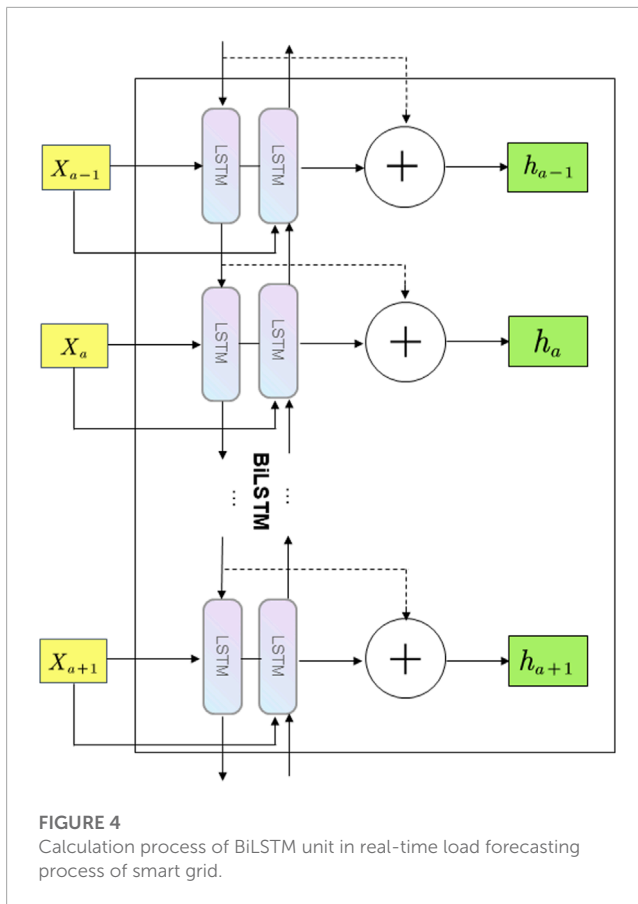 LSTM
LSTM
X_{a-1}
+
h_{a-1}
LSTM
LSTM
X_a
+
h_a
...
BiLSTM
...
LSTM
LSTM
X_{a+1}
+
h_{a+1}
FIGURE 4
Calculation process of BiLSTM unit in real-time load forecasting
process of smart grid.